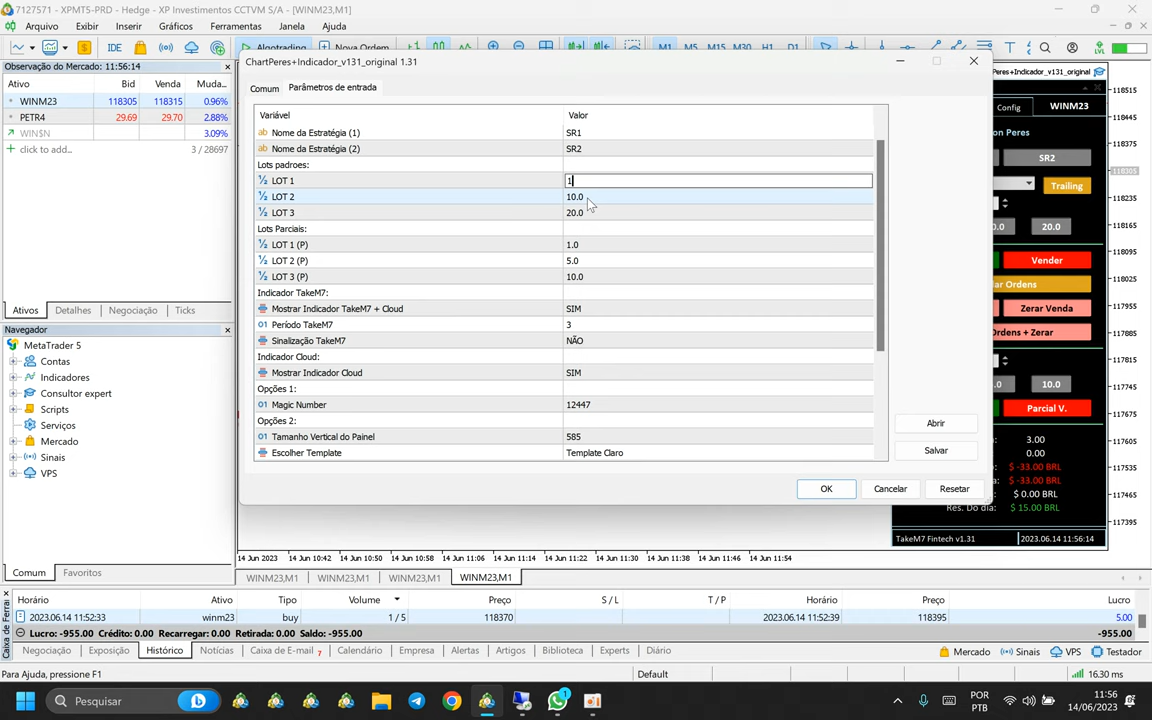 7127571 - XPMT5-PRD - Hedge - XP Investimentos CCTVM S/A - [WINM23,M1]
Arquivo Exibir Inserir Gráficos Ferramentas Janela Ajuda
IDE Algotrading Nova Ordem M1 M5 M15 M30 H1 D1
Observação do Mercado: 11:56:14
Ativo Bid Venda Muda...
WINM23 118305 118315 0.96%
PETR4 29.69 29.70 2.88%
WIN$N 3.09%
click to add... 3 / 28697
Ativos Detalhes Negociação Ticks
Navegador
MetaTrader 5
Contas
Indicadores
Consultor expert
Scripts
Serviços
Mercado
Sinais
VPS
Comum Favoritos
ChartPeres+Indicador_v131_original 1.31
Comum Parâmetros de entrada
Variável Valor
Nome da Estratégia (1) SR1
Nome da Estratégia (2) SR2
Lots padroes:
LOT 1 1
LOT 2 10.0
LOT 3 20.0
Lots Parciais:
LOT 1 (P) 1.0
LOT 2 (P) 5.0
LOT 3 (P) 10.0
Indicador TakeM7:
Mostrar Indicador TakeM7 + Cloud SIM
Período TakeM7 3
Sinalização TakeM7 NÃO
Indicador Cloud:
Mostrar Indicador Cloud SIM
Opções 1:
Magic Number 12447
Opções 2:
Tamanho Vertical do Painel 585
Escolher Template Template Claro
Abrir
Salvar
OK Cancelar Resetar
Peres+Indicador_v131_original
Config WINM23
on Peres
SR2
Trailing
0.0 20.0
Vender
ar Ordens
Zerar Venda
Ordens + Zerar
.0 10.0
Parcial V.
3.00
0.00
$ -33.00 BRL
$ -33.00 BRL
$ 0.00 BRL
Res. Do dia: $ 15.00 BRL
TakeM7 Fintech v1.31 2023.06.14 11:56:14
118515
118445
118375
118305
118235
118165
118095
118025
117955
117885
117815
117745
117675
117605
117535
117465
117395
14 Jun 2023 14 Jun 10:42 14 Jun 10:50 14 Jun 10:58 14 Jun 11:06 14 Jun 11:14 14 Jun 11:22 14 Jun 11:30 14 Jun 11:38 14 Jun 11:46 14 Jun 11:54
WINM23,M1 WINM23,M1 WINM23,M1 WINM23,M1
Horário Ativo Tipo Volume Preço S / L T / P Horário Preço Lucro
2023.06.14 11:52:33 winm23 buy 1 / 5 118370 2023.06.14 11:52:39 118395 5.00
Lucro: -955.00 Crédito: 0.00 Recarregar: 0.00 Retirada: 0.00 Saldo: -955.00 -955.00
Negociação Exposição Histórico Notícias Caixa de E-mail 7 Calendário Empresa Alertas Artigos Biblioteca Experts Diário
Mercado Sinais VPS Testador
Caixa de Ferra
Para Ajuda, pressione F1 Default 16.30 ms
Pesquisar
1
POR
PTB
11:56
14/06/2023